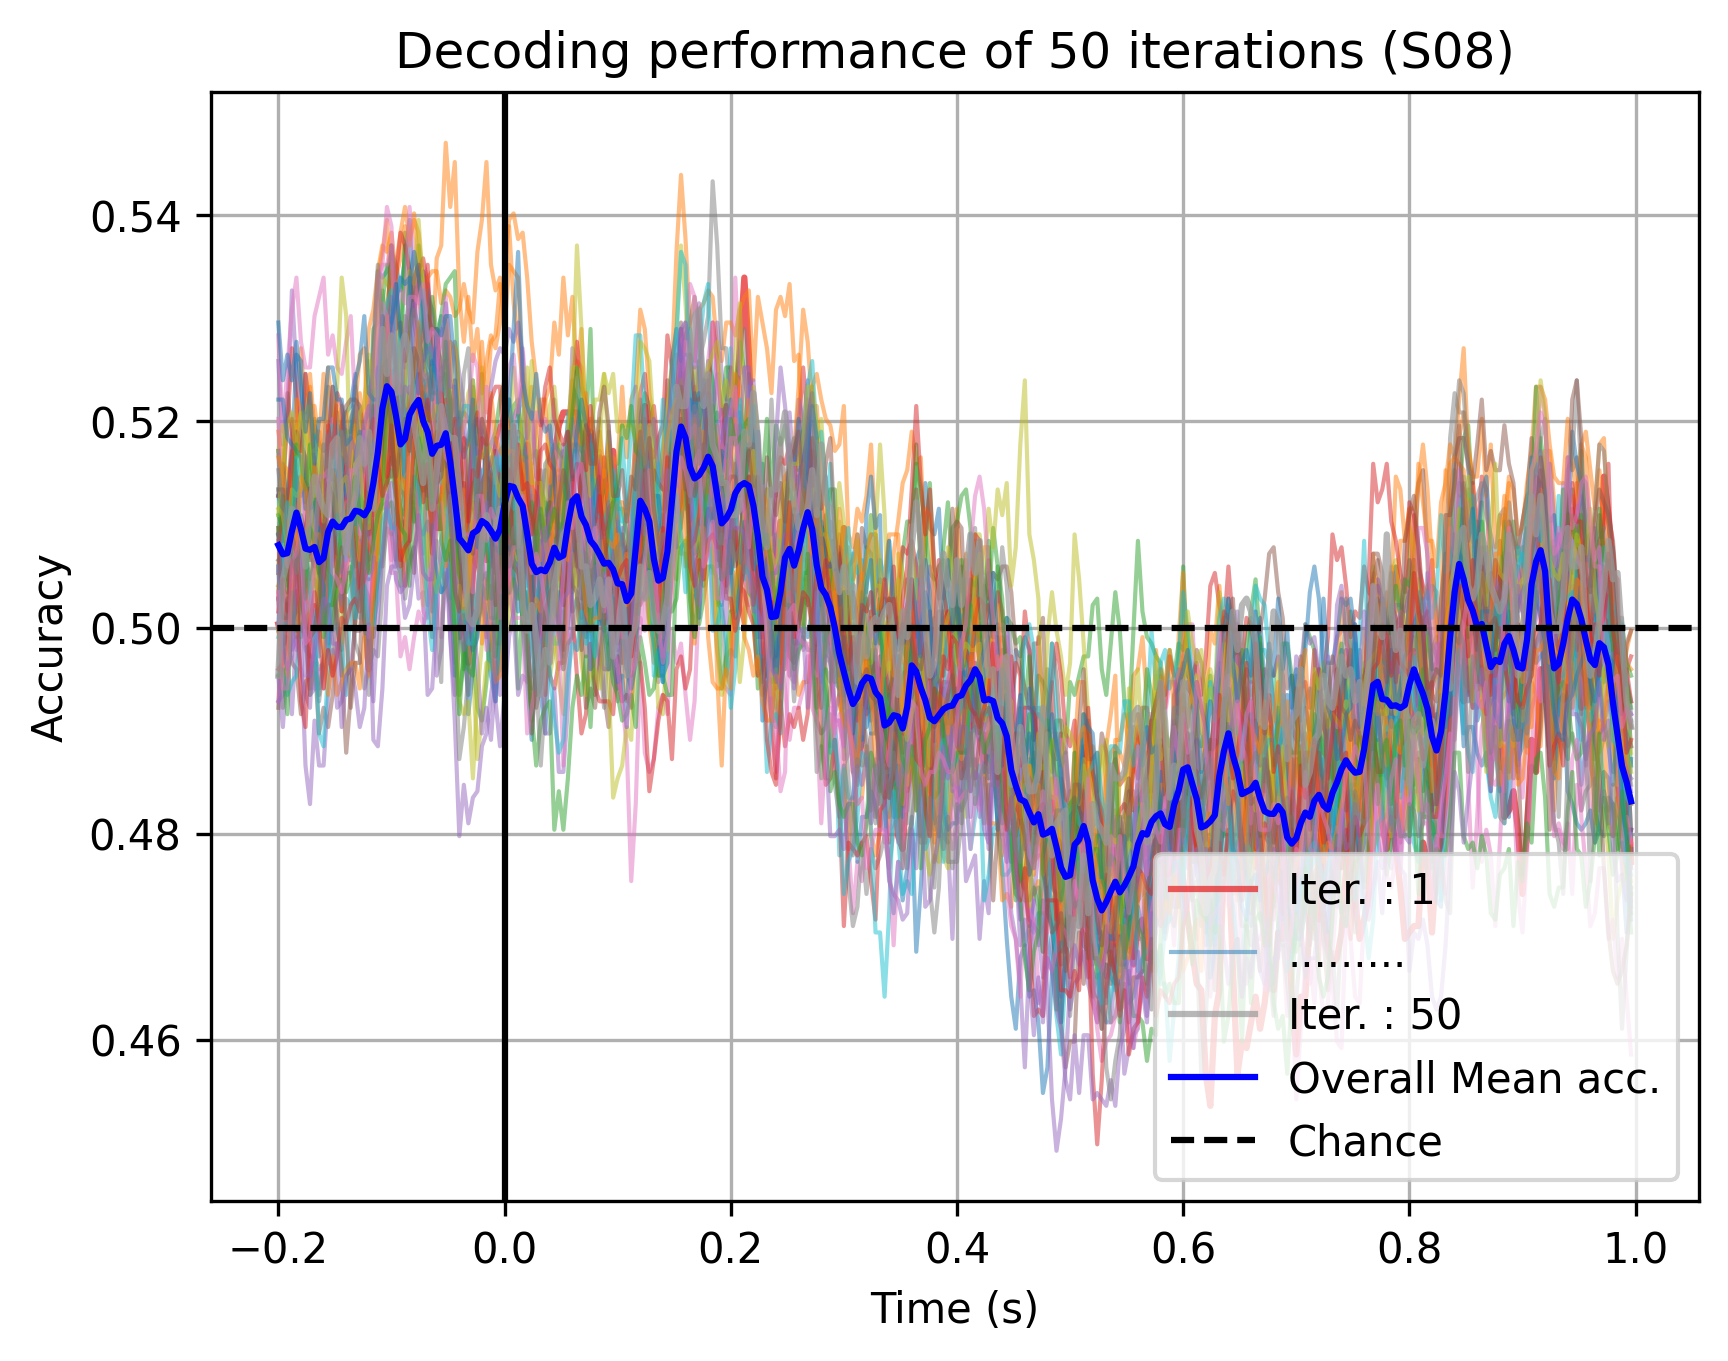 Decoding performance of 50 iterations (S08)
Accuracy
0.54
0.52
0.50
0.48
0.46
−0.2
0.0
0.2
0.4
0.6
0.8
1.0
Time (s)
Iter. : 1
.........
Iter. : 50
Overall Mean acc.
Chance